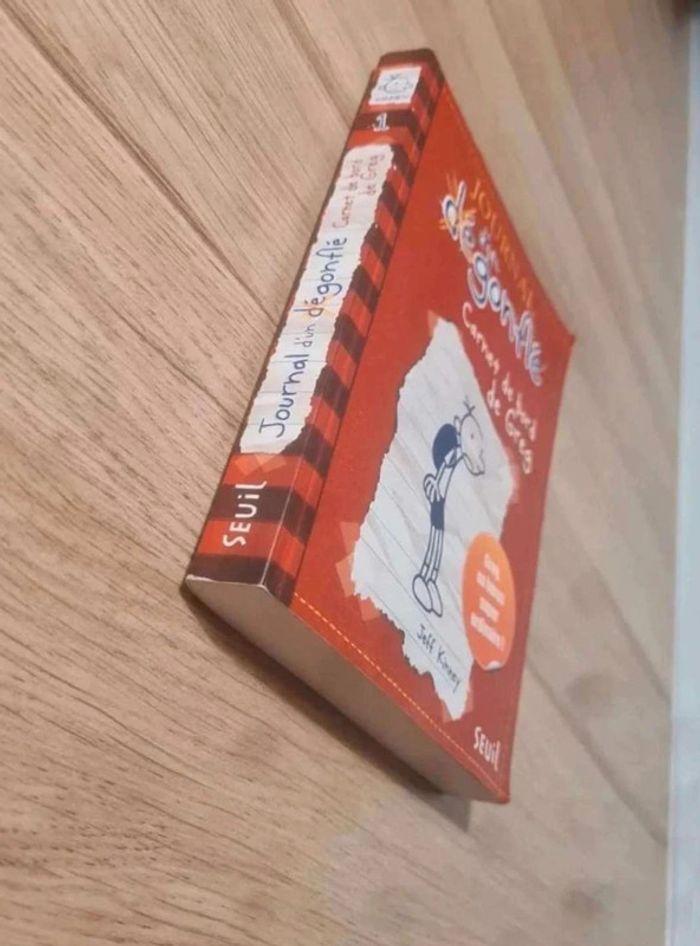 1
Journal d'un dégonflé
Carnet de bord
de Greg
SEUIL
JOURNAL
d'un
dégonflé
Carnet de bord
de Greg
Jeff Kinney
SEUIL